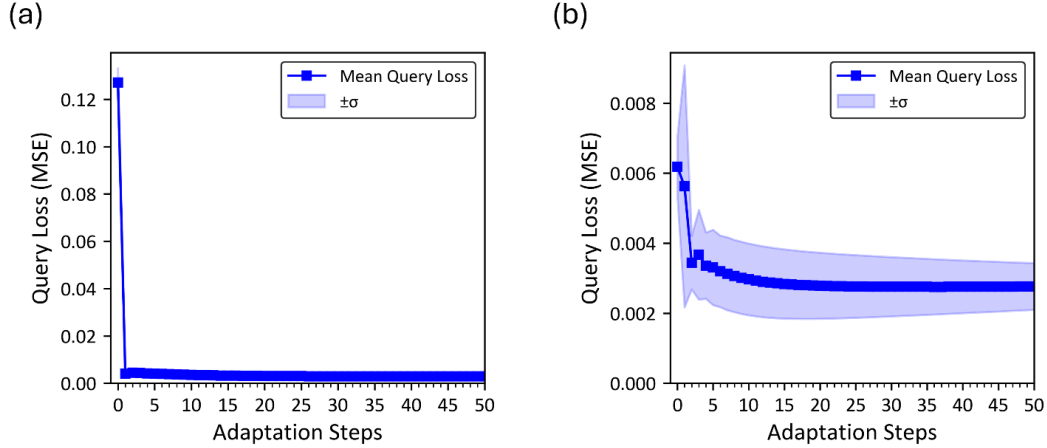 (a)
Query Loss (MSE)
0.12
0.10
0.08
0.06
0.04
0.02
0.00
Mean Query Loss
±σ
0 5 10 15 20 25 30 35 40 45 50
Adaptation Steps
(b)
Query Loss (MSE)
0.008
0.006
0.004
0.002
0.000
Mean Query Loss
±σ
0 5 10 15 20 25 30 35 40 45 50
Adaptation Steps